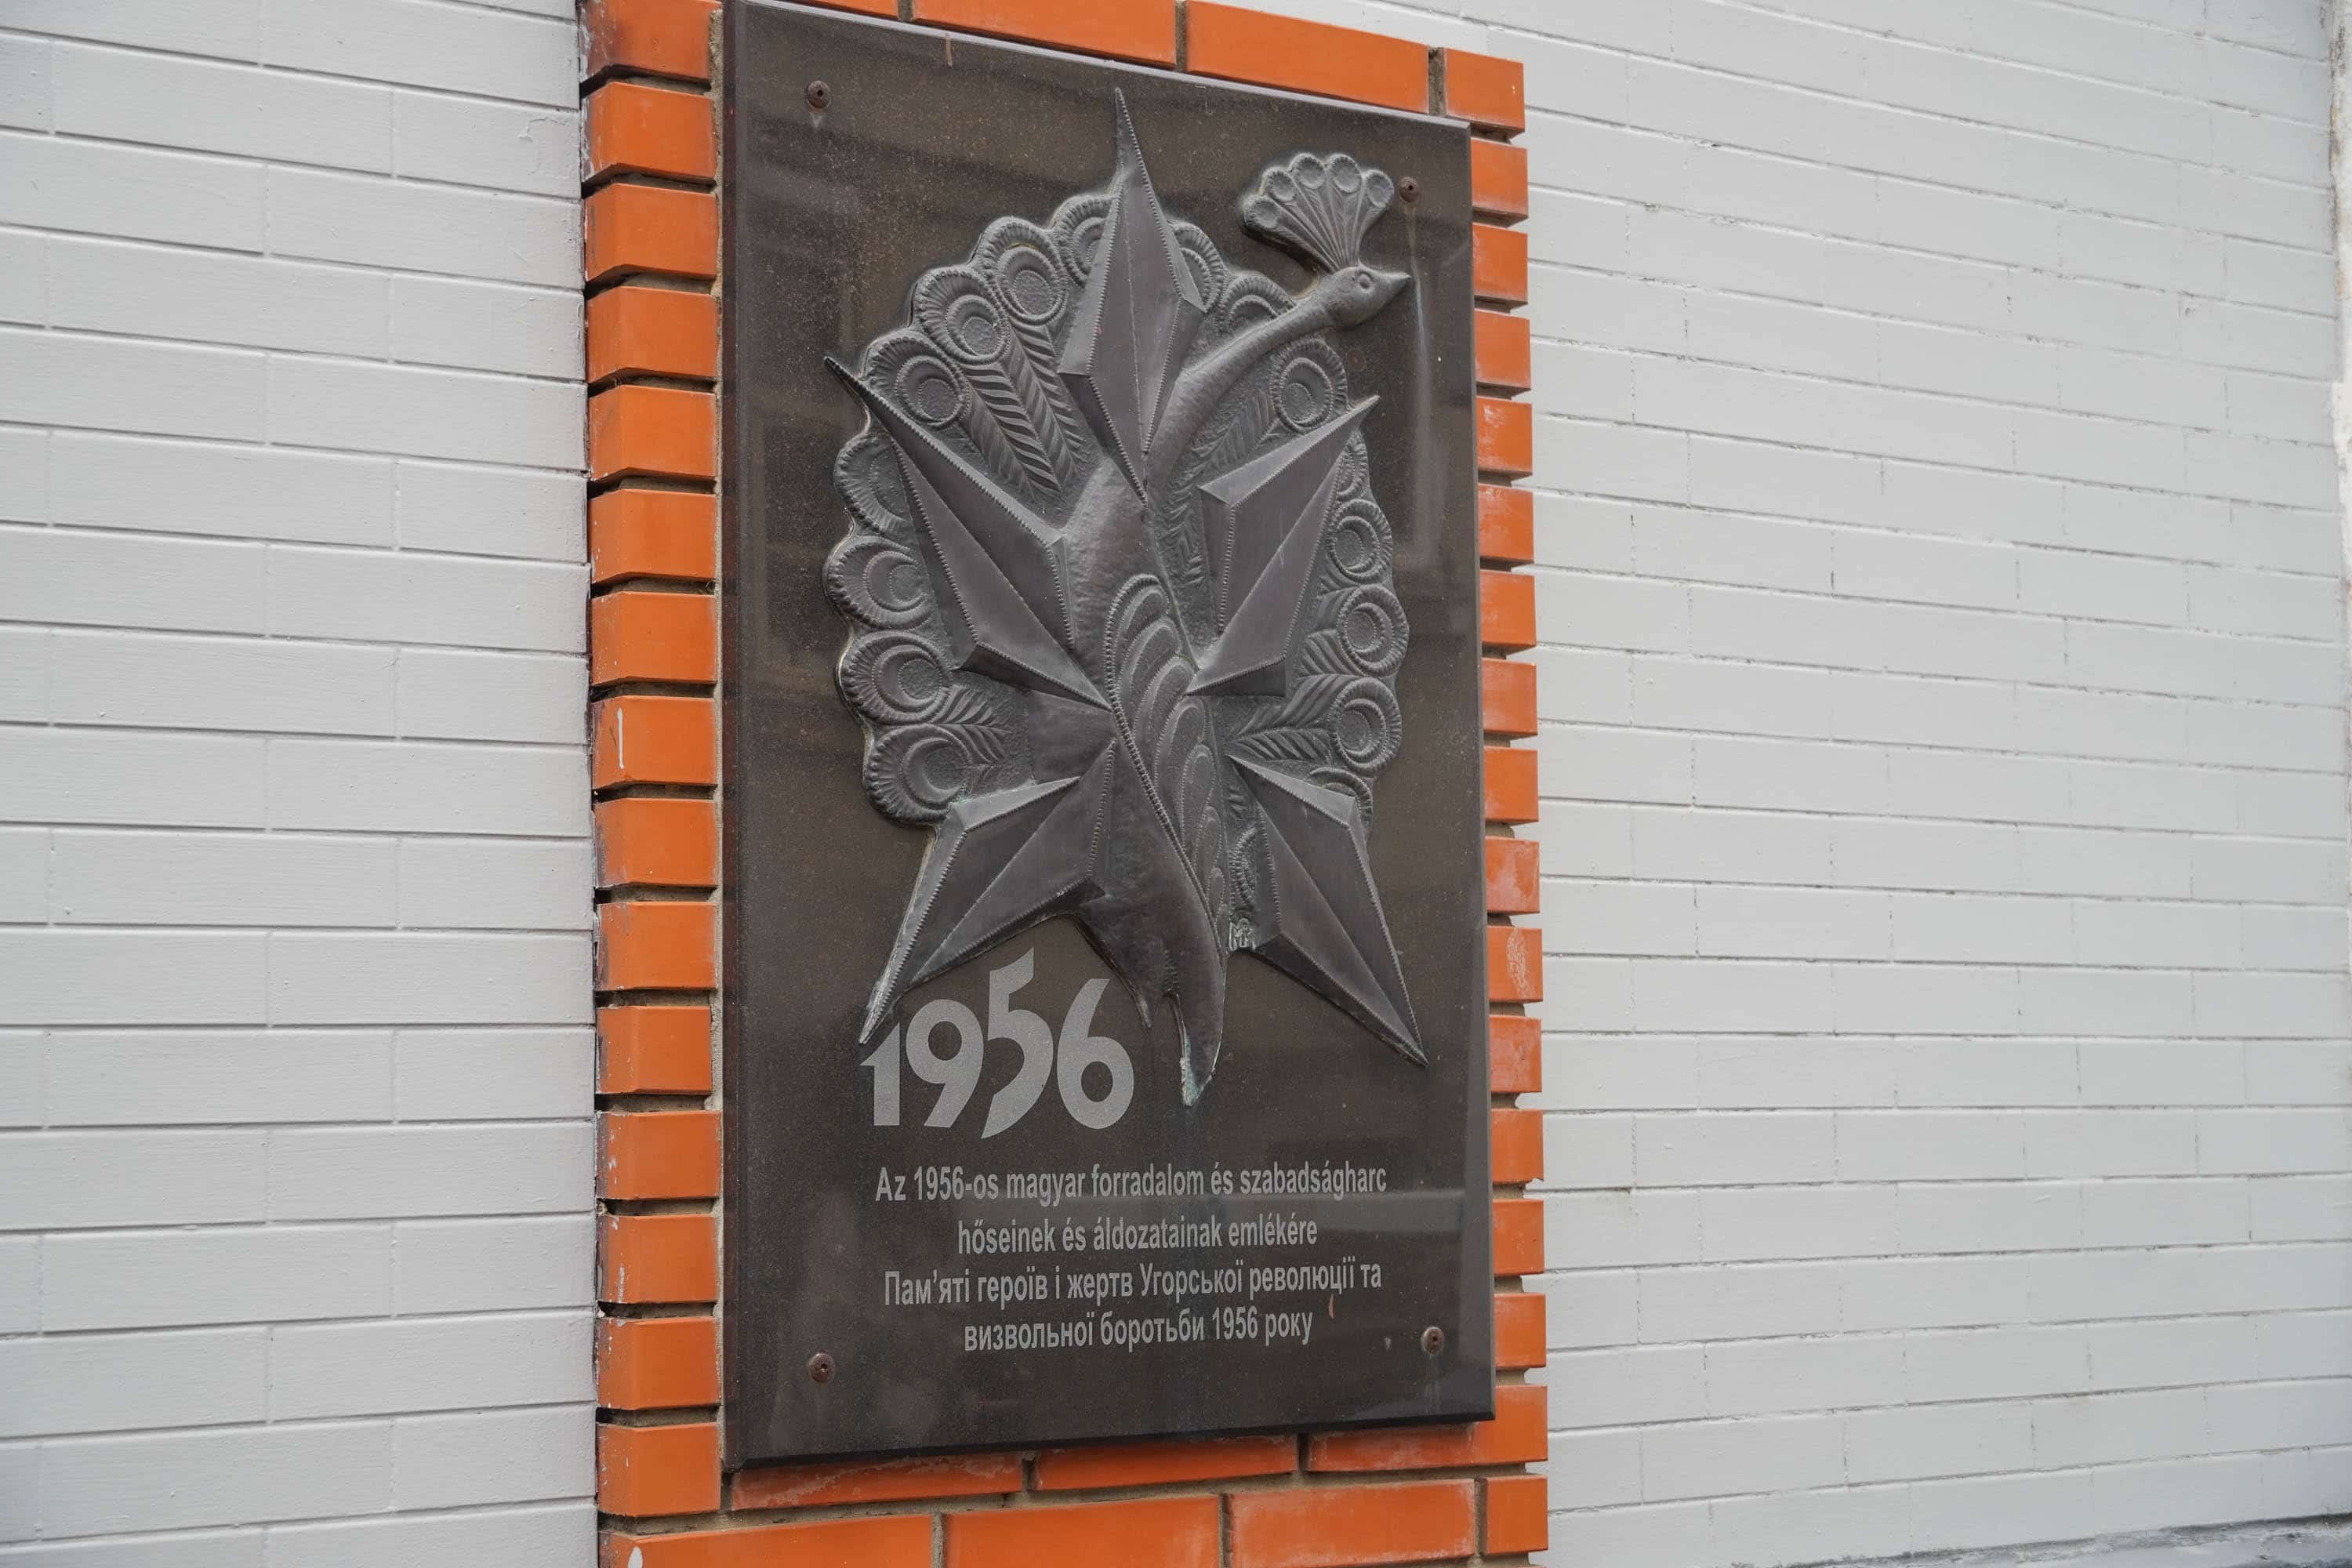 1956
Az 1956-os magyar forradalom és szabadságharc
hőseinek és áldozatainak emlékére
Пам'яті героїв і жертв Угорської революції та
визвольної боротьби 1956 року